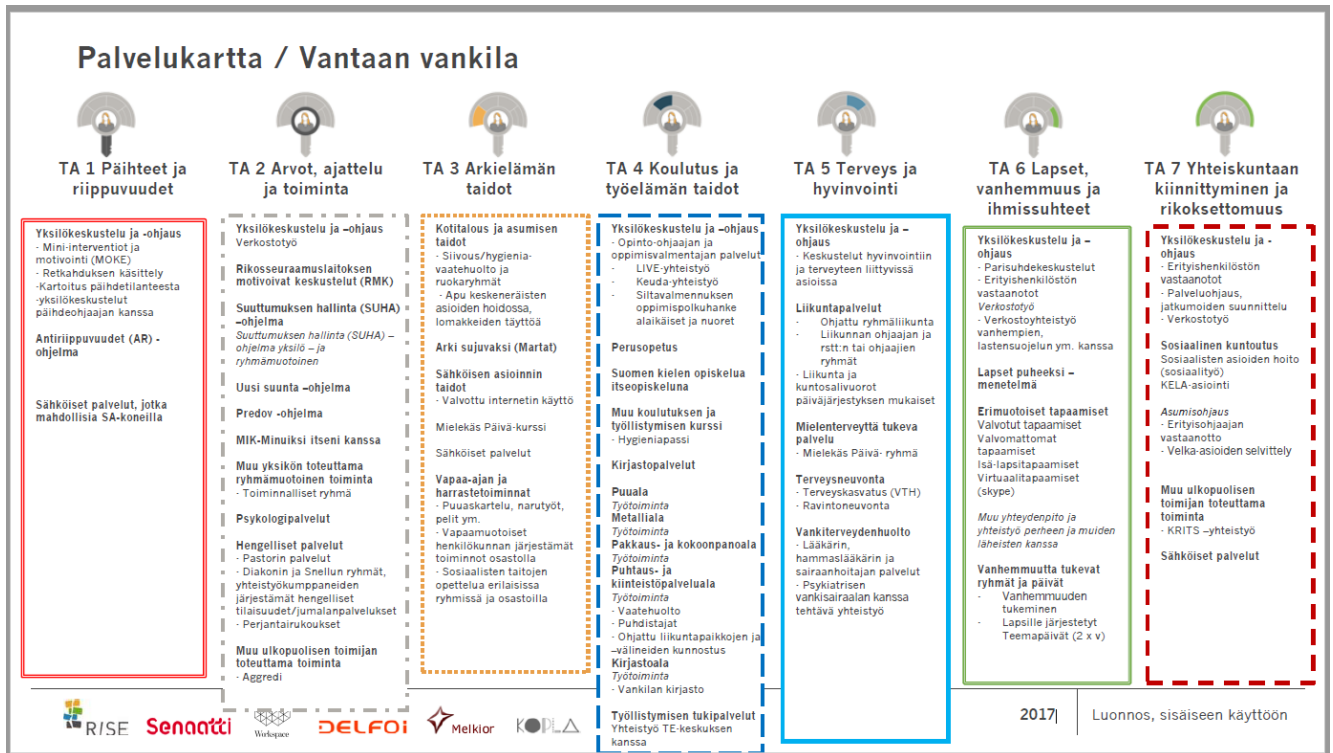 Palvelukartta / Vantaan vankila
TA 1 Päihteet ja
riippuvuudet
Yksilökeskustelu ja -ohjaus
- Mini-interventiot ja
motivointi (MOKE)
- Retkahduksen käsittely
- Kartoitus päihdetilanteesta
-yksilökeskustelut
päihdeohjaajan kanssa
Antiriippuvuudet (AR) -
ohjelma
Sähköiset palvelut, jotka
mahdollisia SA-koneilla
TA 2 Arvot, ajattelu
ja toiminta
Yksilökeskustelu ja –ohjaus
Verkostotyö
Rikosseuraamuslaitoksen
motivoivat keskustelut (RMK)
Suuttumuksen hallinta (SUHA)
–ohjelma
Suuttumuksen hallinta (SUHA) –
ohjelma yksilö – ja
ryhmämuotoinen
Uusi suunta –ohjelma
Predov -ohjelma
MIK-Minuiksi itseni kanssa
Muu yksikön toteuttama
ryhmämuotoinen toiminta
- Toiminnalliset ryhmä
Psykologipalvelut
Hengelliset palvelut
- Pastorin palvelut
- Diakonin ja Snellun ryhmät,
yhteistyökumppaneiden
järjestämät hengelliset
tilaisuudet/jumalanpalvelukset
- Perjantairukoukset
Muu ulkopuolisen toimijan
toteuttama toiminta
- Aggredi
TA 3 Arkielämän
taidot
Kotitalous ja asumisen
taidot
- Siivous/hygienia-
vaatehuolto ja
ruokaryhmät
- Apu keskeneräisten
asioiden hoidossa,
lomakkeiden täyttöä
Arki sujuvaksi (Martat)
Sähköisen asioinnin
taidot
- Valvottu internetin käyttö
Mielekäs Päivä-kurssi
Sähköiset palvelut
Vapaa-ajan ja
harrastetoiminnat
- Puuaskartelu, narutyöt,
pelit ym.
- Vapaamuotoiset
henkilökunnan järjestämät
toiminnot osastolla
- Sosiaalisten taitojen
opettelua erilaisissa
ryhmissä ja osastoilla
TA 4 Koulutus ja
työelämän taidot
Yksilökeskustelu ja –ohjaus
- Opinto-ohjaajan ja
oppimisvalmentajan palvelut
- LIVE-yhteistyö
- Keuda-yhteistyö
- Siltavalmennuksen
oppimispolkuhanke
alaikäiset ja nuoret
Perusopetus
Suomen kielen opiskelua
itseopiskeluna
Muu koulutuksen ja
työllistymisen kurssi
- Hygieniapassi
Kirjastopalvelut
Puuala
Työtoiminta
Metalliala
Työtoiminta
Pakkaus- ja kokoonpanoala
Työtoiminta
Puhtaus- ja
kiinteistöpalveluala
Työtoiminta
- Vaatehuolto
- Puhdistajat
- Ohjattu liikuntapaikkojen ja
–välineiden kunnostus
Kirjastoala
Työtoiminta
- Vankilan kirjasto
Työllistymisen tukipalvelut
Yhteistyö TE-keskuksen
kanssa
TA 5 Terveys ja
hyvinvointi
Yksilökeskustelu ja –
ohjaus
- Keskustelut hyvinvointiin
ja terveyteen liittyvissä
asioissa
Liikuntapalvelut
- Ohjattu ryhmäliikunta
- Liikunnan ohjaajan ja
rstt:n tai ohjaajien
ryhmät
- Liikunta ja
kuntosalivuorot
päiväjärjestyksen mukaiset
Mielenterveyttä tukeva
palvelu
- Mielekäs Päivä- ryhmä
Terveysneuvonta
- Terveyskasvatus (VTH)
- Ravintoneuvonta
Vankiterveydenhuolto
- Lääkärin,
hammaslääkärin ja
sairaanhoitajan palvelut
- Psykiatrisen
vankisairaalan kanssa
tehtävä yhteistyö
TA 6 Lapset,
vanhemmuus ja
ihmissuhteet
Yksilökeskustelu ja –
ohjaus
- Parisuhdekeskustelut
- Erityishenkilöstön
vastaanotot
Verkostotyö
- Verkostoyhteistyö
vanhempien,
lastensuojelun ym. kanssa
Lapset puheeksi –
menetelmä
Erimuotoiset tapaamiset
Valvotut tapaamiset
Valvomattomat
tapaamiset
Isä-lapsitapaamiset
Virtuaalitapaamiset
(skype)
Muu yhteydenpito ja
yhteistyö perheen ja muiden
läheisten kanssa
Vanhemmuutta tukevat
ryhmät ja päivät
- Vanhemmuuden
tukeminen
- Lapsille järjestetyt
Teemapäivät (2 x v)
TA 7 Yhteiskuntaan
kiinnittyminen ja
rikoksettomuus
Yksilökeskustelu ja -
ohjaus
- Erityishenkilöstön
vastaanotot
- Palveluohjaus,
jatkumoiden suunnittelu
- Verkostotyö
Sosiaalinen kuntoutus
Sosiaalisten asioiden hoito
(sosiaalityö)
KELA-asiointi
Asumisohjaus
- Erityisohjaajan
vastaanotto
- Velka-asioiden selvittely
Muu ulkopuolisen
toimijan toteuttama
toiminta
- KRITS –yhteistyö
Sähköiset palvelut
RISE
Senaatti
Workspace
DELFOi
Melkior
KOPLA
2017
Luonnos, sisäiseen käyttöön